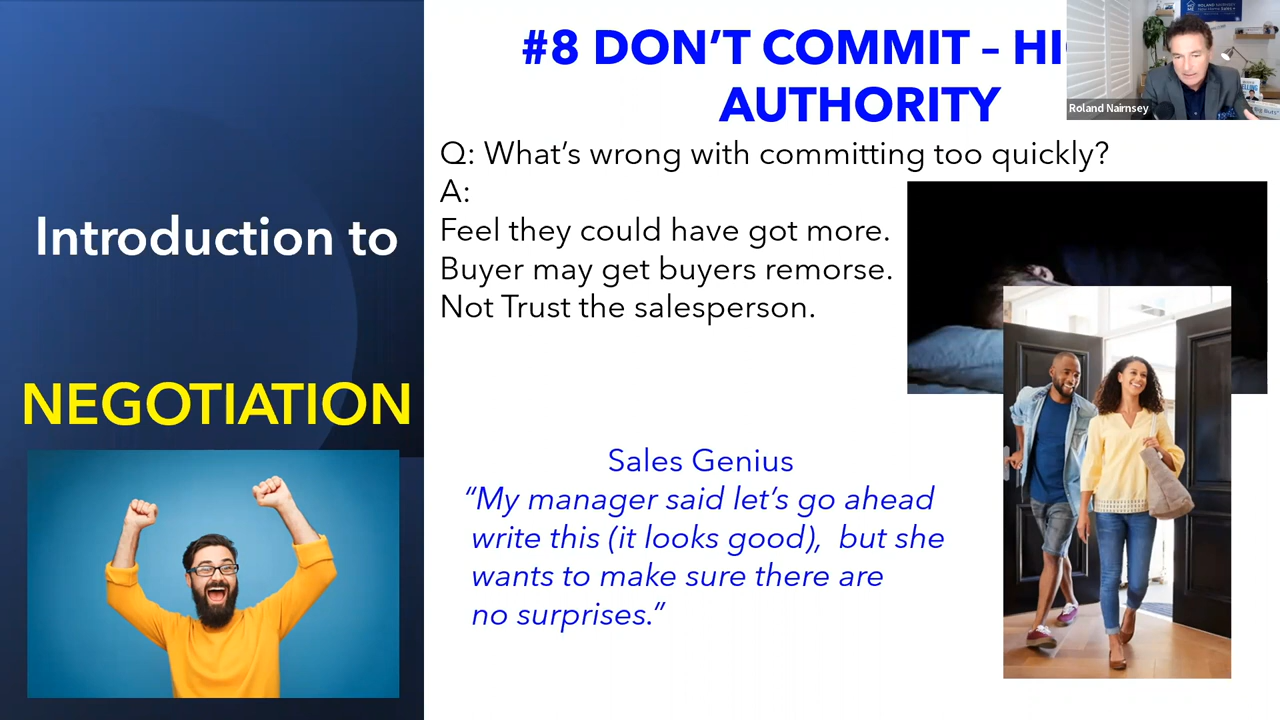 Introduction to
NEGOTIATION
#8 DON’T COMMIT – HI
AUTHORITY
Q: What’s wrong with committing too quickly?
A:
Feel they could have got more.
Buyer may get buyers remorse.
Not Trust the salesperson.
Sales Genius
“My manager said let’s go ahead
write this (it looks good),  but she
wants to make sure there are
no surprises.”
Roland Nairnsey